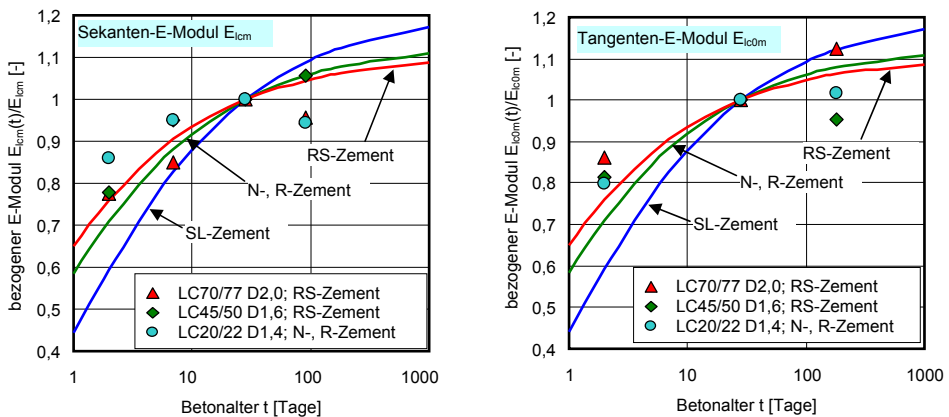 Sekanten-E-Modul Elcm
bezogener E-Modul Elcm(t)/Elcm [-]
1,2
1,1
1
0,9
0,8
0,7
0,6
0,5
0,4
RS-Zement
N-, R-Zement
SL-Zement
LC70/77 D2,0; RS-Zement
LC45/50 D1,6; RS-Zement
LC20/22 D1,4; N-, R-Zement
1 10 100 1000
Betonalter t [Tage]
Tangenten-E-Modul Elc0m
bezogener E-Modul Elc0m(t)/Elc0m [-]
1,2
1,1
1
0,9
0,8
0,7
0,6
0,5
0,4
RS-Zement
N-, R-Zement
SL-Zement
LC70/77 D2,0; RS-Zement
LC45/50 D1,6; RS-Zement
LC20/22 D1,4; N-, R-Zement
1 10 100 1000
Betonalter t [Tage]